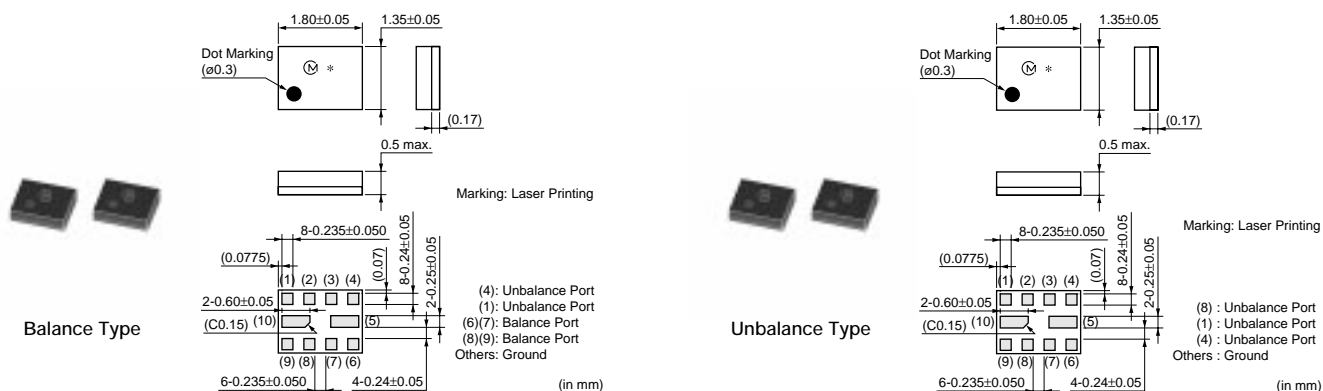 1.80±0.05
1.35±0.05
Dot Marking
(ø0.3)
M *
(0.17)
0.5 max.
Marking: Laser Printing
8-0.235±0.050
(0.0775)
(0.07)
8-0.24±0.05
2-0.25±0.05
(1) (2) (3) (4)
2-0.60±0.05
(10)
(5)
(C0.15)
(9) (8) (7) (6)
6-0.235±0.050
4-0.24±0.05
(4): Unbalance Port
(1): Unbalance Port
(6)(7): Balance Port
(8)(9): Balance Port
Others: Ground
(in mm)
Balance Type
1.80±0.05
1.35±0.05
Dot Marking
(ø0.3)
M *
(0.17)
0.5 max.
Marking: Laser Printing
8-0.235±0.050
(0.0775)
(0.07)
8-0.24±0.05
2-0.25±0.05
(1) (2) (3) (4)
2-0.60±0.05
(10)
(5)
(C0.15)
(9) (8) (7) (6)
6-0.235±0.050
4-0.24±0.05
(8) : Unbalance Port
(1) : Unbalance Port
(4) : Unbalance Port
Others : Ground
(in mm)
Unbalance Type